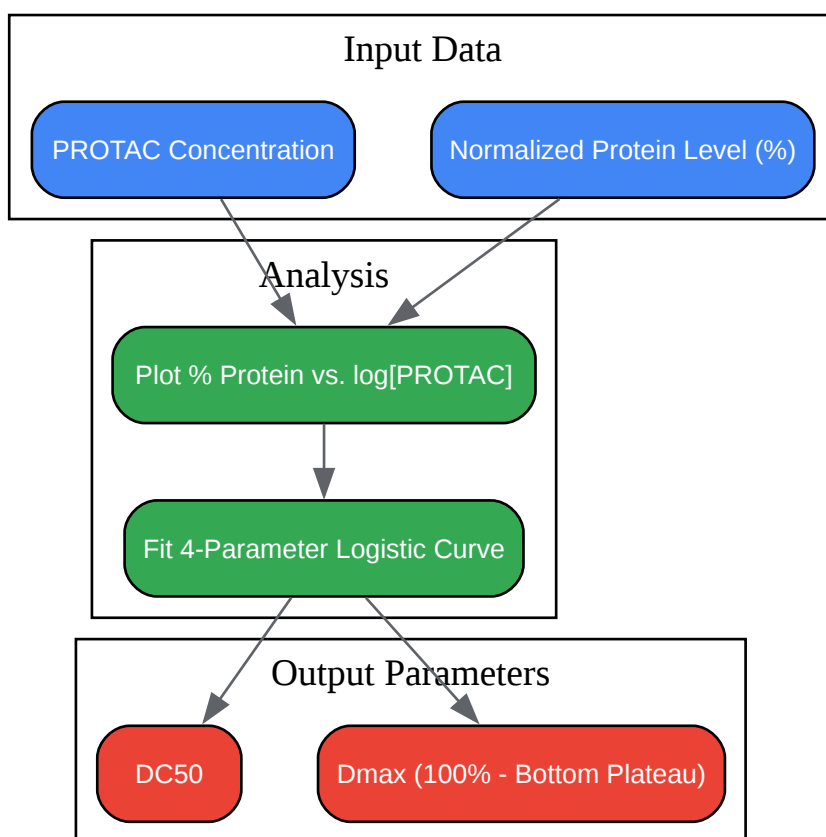 Input Data
PROTAC Concentration
Normalized Protein Level (%)
Analysis
Plot % Protein vs. log[PROTAC]
Fit 4-Parameter Logistic Curve
Output Parameters
DC50
Dmax (100% - Bottom Plateau)